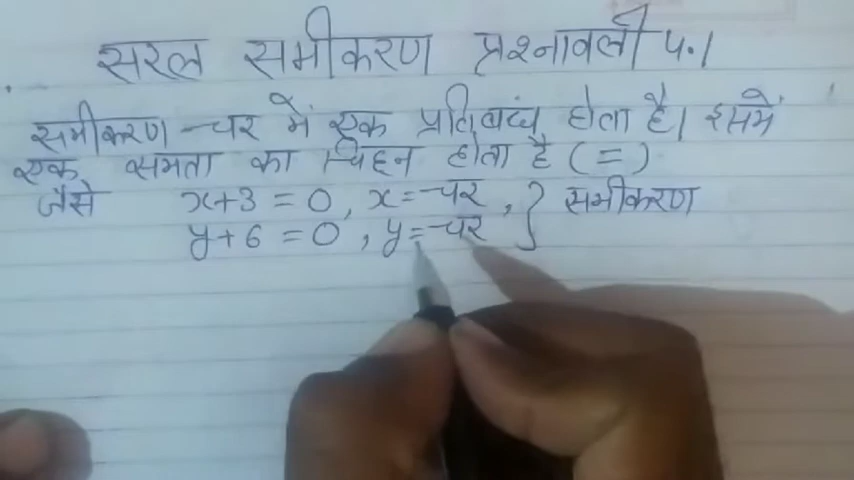 सरल समीकरण प्रश्नावली 4.1
समीकरण - चर में एक प्रतिबंध होता है। इसमें
एक समता का चिहन होता है (=)
जैसे x+3 = 0, x = चर, } समीकरण
y+6 = 0, y = चर